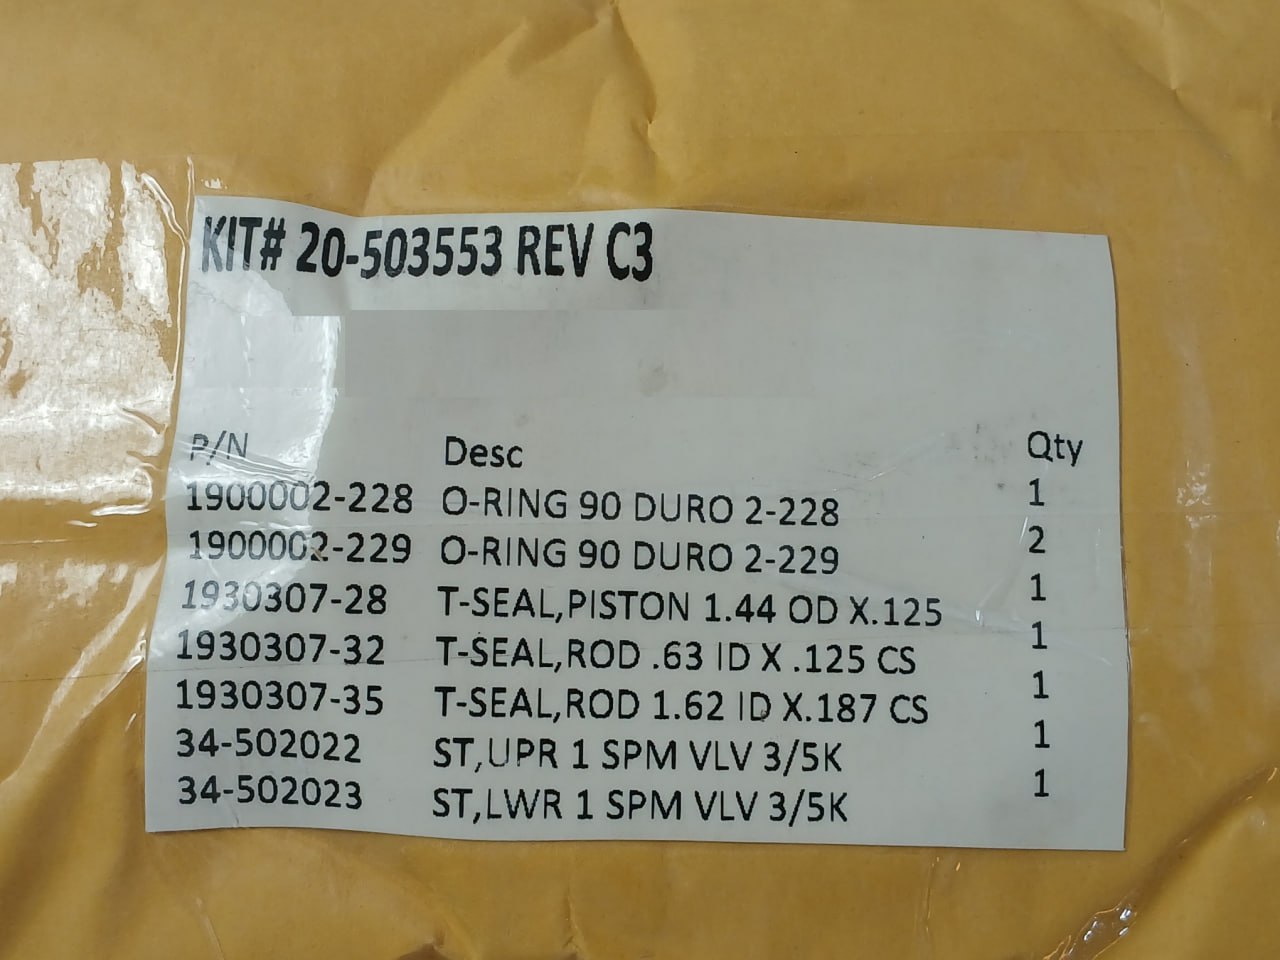 KIT# 20-503553 REV C3
P/N Desc Qty
1900002-228 O-RING 90 DURO 2-228 1
1900002-229 O-RING 90 DURO 2-229 2
1930307-28 T-SEAL,PISTON 1.44 OD X.125 1
1930307-32 T-SEAL,ROD .63 ID X .125 CS 1
1930307-35 T-SEAL,ROD 1.62 ID X.187 CS 1
34-502022 ST,UPR 1 SPM VLV 3/5K 1
34-502023 ST,LWR 1 SPM VLV 3/5K 1